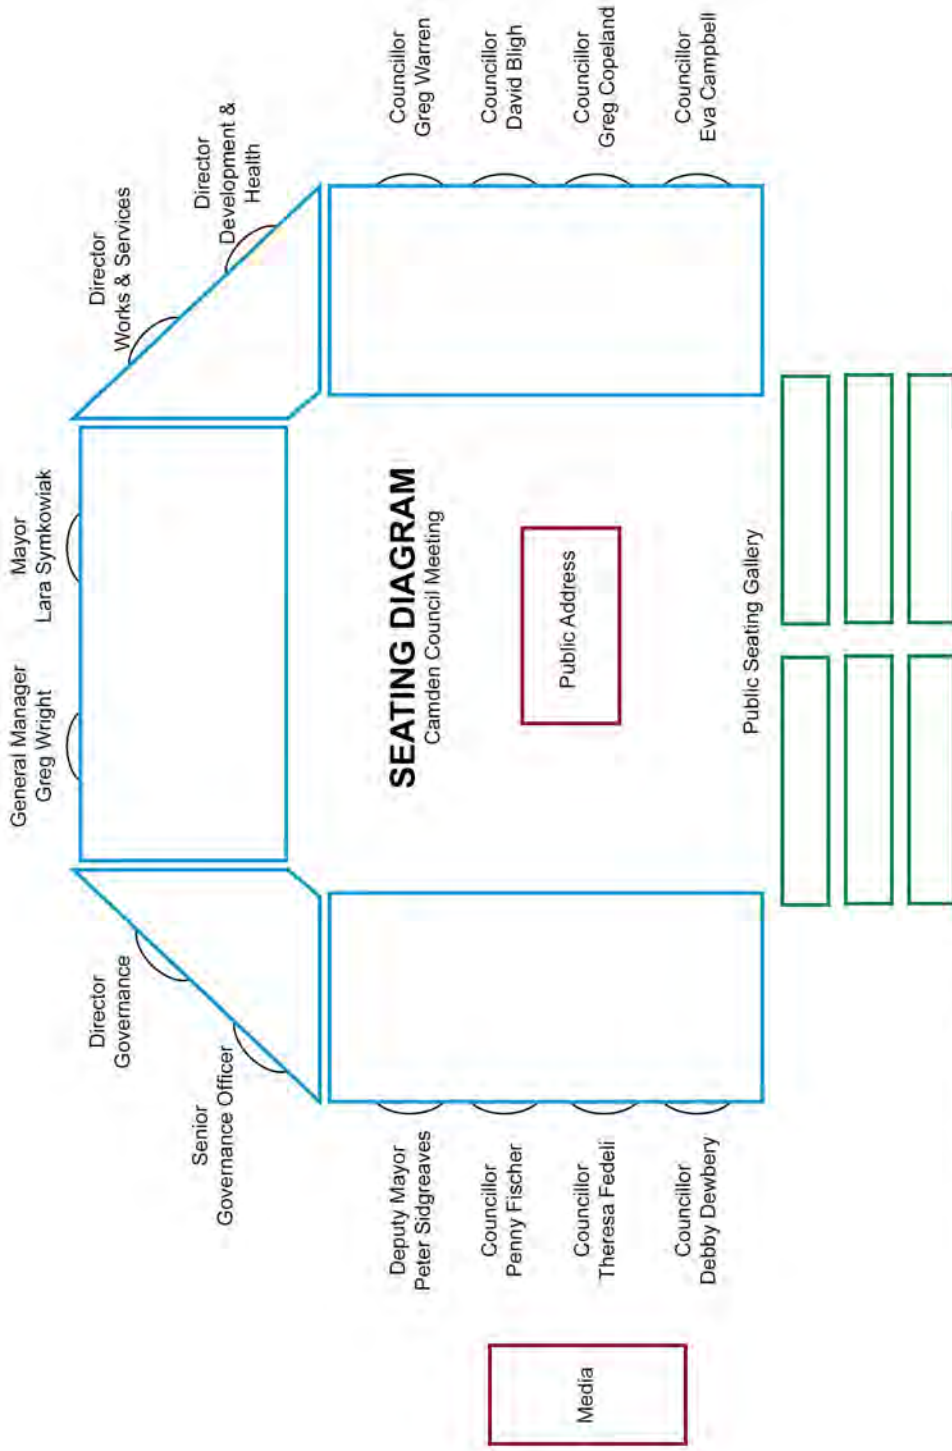 General Manager
Greg Wright
Mayor
Lara Symkowiak
Director
Governance
Director
Works & Services
Senior
Governance Officer
Director
Development &
Health
SEATING DIAGRAM
Camden Council Meeting
Deputy Mayor
Peter Sidgreaves
Councillor
Greg Warren
Councillor
Penny Fischer
Councillor
David Bligh
Councillor
Theresa Fedeli
Councillor
Greg Copeland
Councillor
Debby Dewbery
Councillor
Eva Campbell
Media
Public Address
Public Seating Gallery